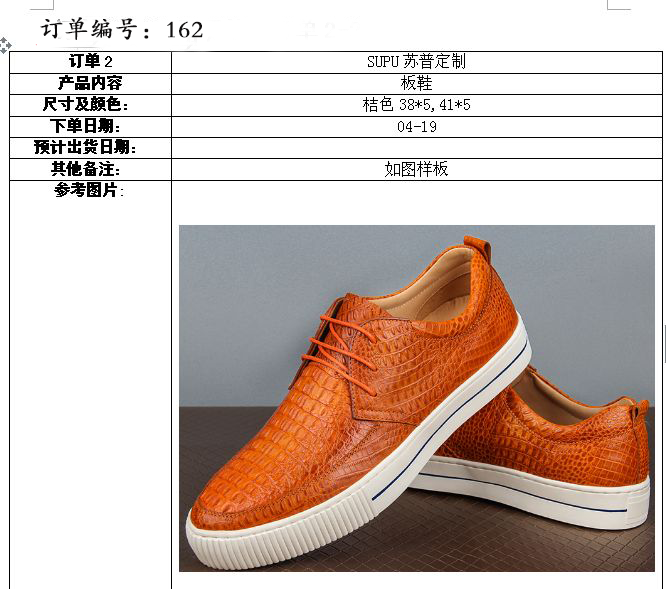 订单编号：162
订单2 SUPU苏普定制
产品内容 板鞋
尺寸及颜色： 桔色38*5,41*5
下单日期： 04-19
预计出货日期：
其他备注： 如图样板
参考图片: